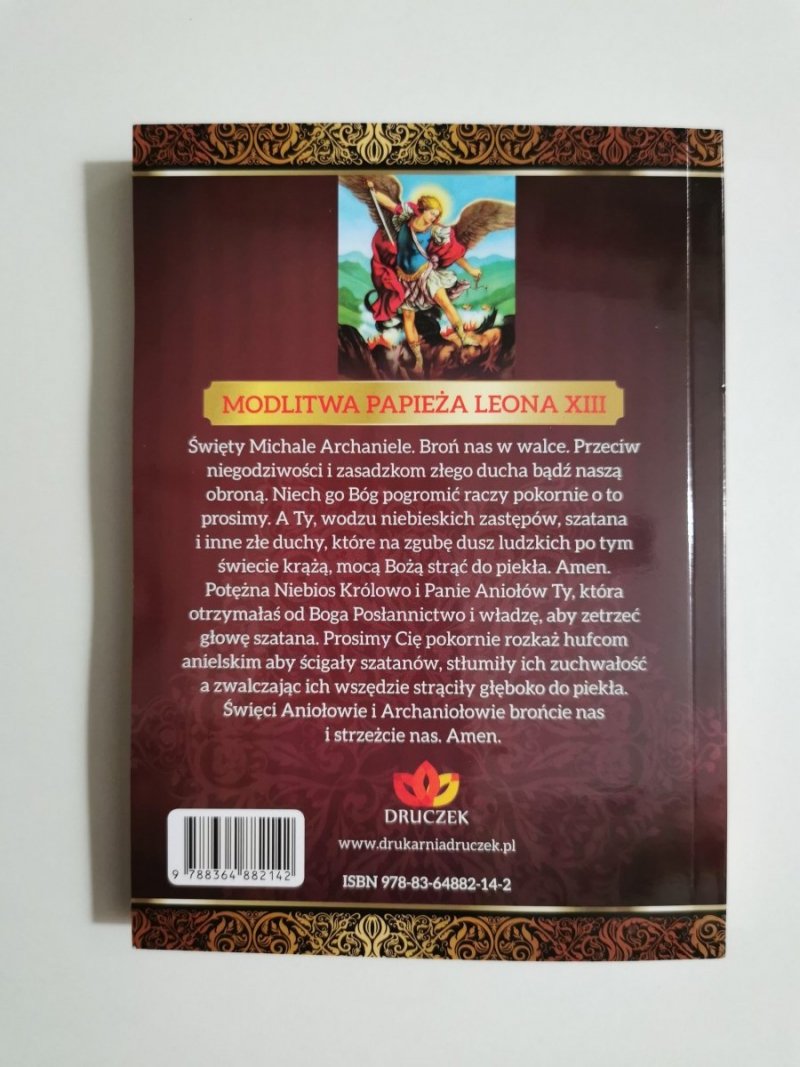 MODLITWA PAPIEŻA LEONA XIII
Święty Michale Archaniele. Broń nas w walce. Przeciw
niegodziwości i zasadzkom złego ducha bądź naszą
obroną. Niech go Bóg pogromić raczy pokornie o to
prosimy. A Ty, wodzu niebieskich zastępów, szatana
i inne złe duchy, które na zgubę dusz ludzkich po tym
świecie krążą, mocą Bożą strąć do piekła. Amen.
Potężna Niebios Królowo i Panie Aniołów Ty, która
otrzymałaś od Boga Posłannictwo i władzę, aby zetrzeć
głowę szatana. Prosimy Cię pokornie rozkaż hufcom
anielskim aby ścigały szatanów, stłumiły ich zuchwałość
a zwalczając ich wszędzie strąciły głęboko do piekła.
Święci Aniołowie i Archaniołowie brońcie nas
i strzeżcie nas. Amen.
DRUCZEK
www.drukarniadruczek.pl
9 788364 882142
ISBN 978-83-64882-14-2